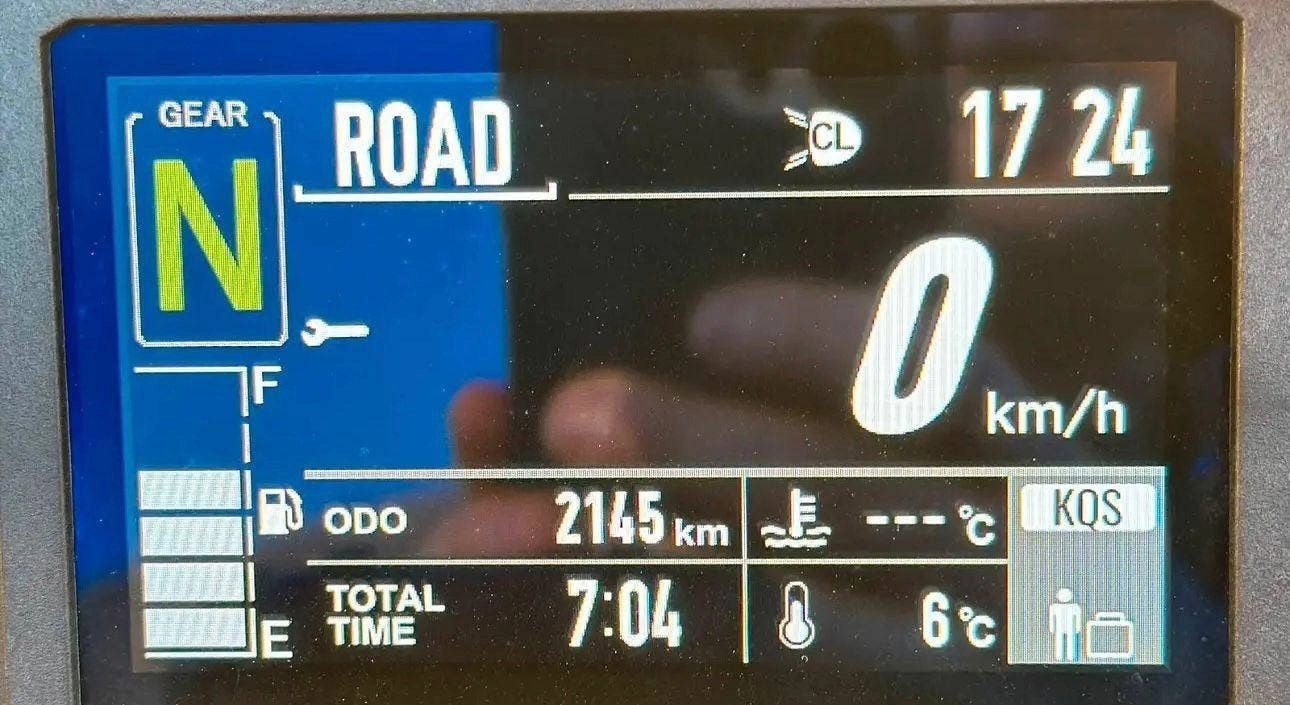 GEAR
N
ROAD
CL
17 24
0 km/h
F
E
ODO 2145 km
--- °C
KQS
TOTAL
TIME
7:04
6 °C